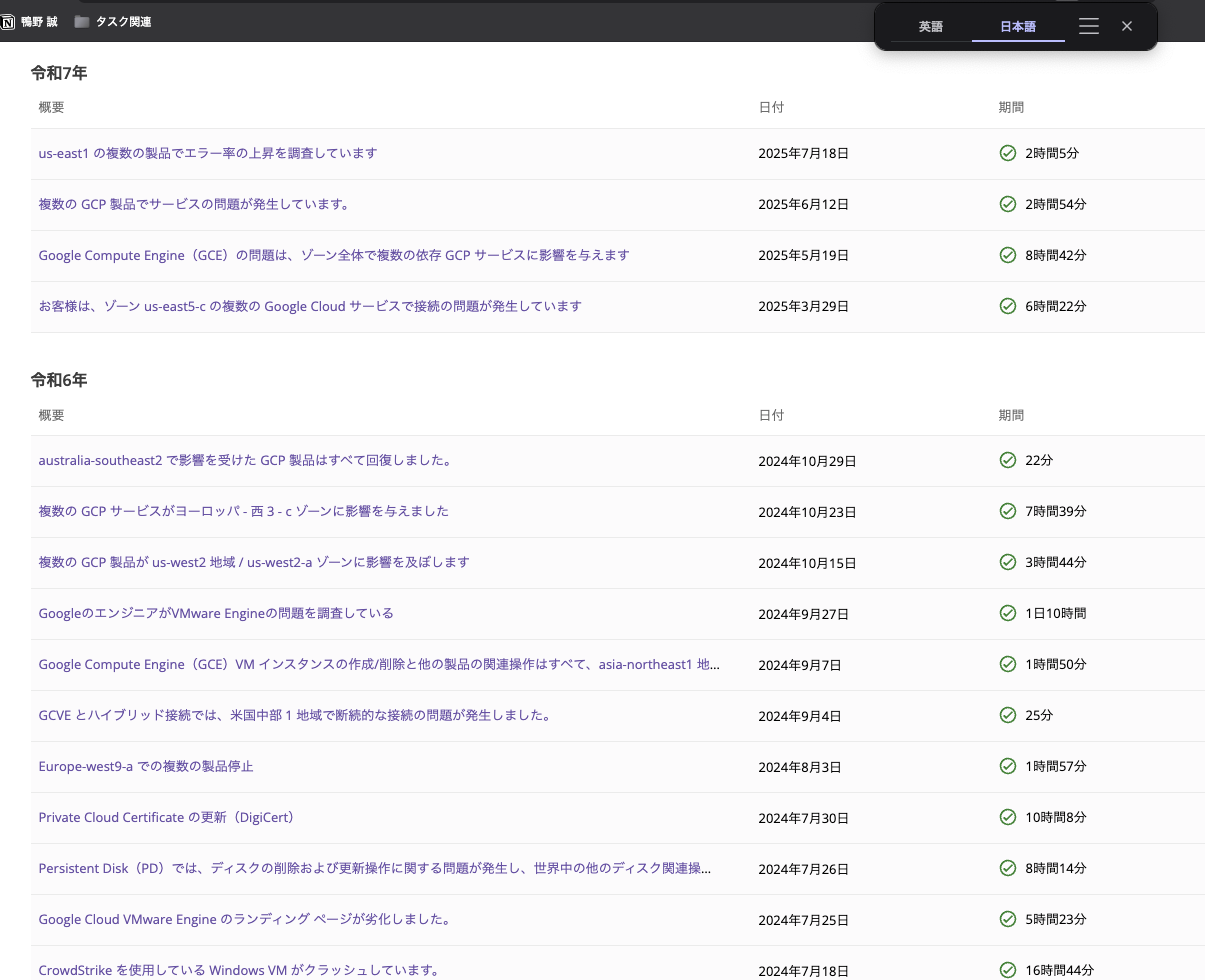 鴨野 誠 タスク関連
英語 日本語
令和7年
概要 日付 期間
us-east1 の複数の製品でエラー率の上昇を調査しています 2025年7月18日 2時間5分
複数の GCP 製品でサービスの問題が発生しています。 2025年6月12日 2時間54分
Google Compute Engine（GCE）の問題は、ゾーン全体で複数の依存 GCP サービスに影響を与えます 2025年5月19日 8時間42分
お客様は、ゾーン us-east5-c の複数の Google Cloud サービスで接続の問題が発生しています 2025年3月29日 6時間22分
令和6年
概要 日付 期間
australia-southeast2 で影響を受けた GCP 製品はすべて回復しました。 2024年10月29日 22分
複数の GCP サービスがヨーロッパ - 西 3 - c ゾーンに影響を与えました 2024年10月23日 7時間39分
複数の GCP 製品が us-west2 地域 / us-west2-a ゾーンに影響を及ぼします 2024年10月15日 3時間44分
GoogleのエンジニアがVMware Engineの問題を調査している 2024年9月27日 1日10時間
Google Compute Engine（GCE）VM インスタンスの作成/削除と他の製品の関連操作はすべて、asia-northeast1 地... 2024年9月7日 1時間50分
GCVE とハイブリッド接続では、米国中部 1 地域で断続的な接続の問題が発生しました。 2024年9月4日 25分
Europe-west9-a での複数の製品停止 2024年8月3日 1時間57分
Private Cloud Certificate の更新（DigiCert） 2024年7月30日 10時間8分
Persistent Disk（PD）では、ディスクの削除および更新操作に関する問題が発生し、世界中の他のディスク関連操... 2024年7月26日 8時間14分
Google Cloud VMware Engine のランディング ページが劣化しました。 2024年7月25日 5時間23分
CrowdStrike を使用している Windows VM がクラッシュしています。 2024年7月18日 16時間44分